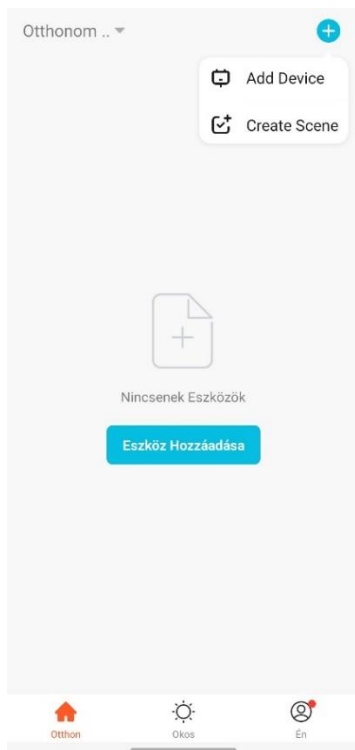 Otthonom ..
Add Device
Create Scene
Nincsenek Eszközök
Eszköz Hozzáadása
Otthon
Okos
Én